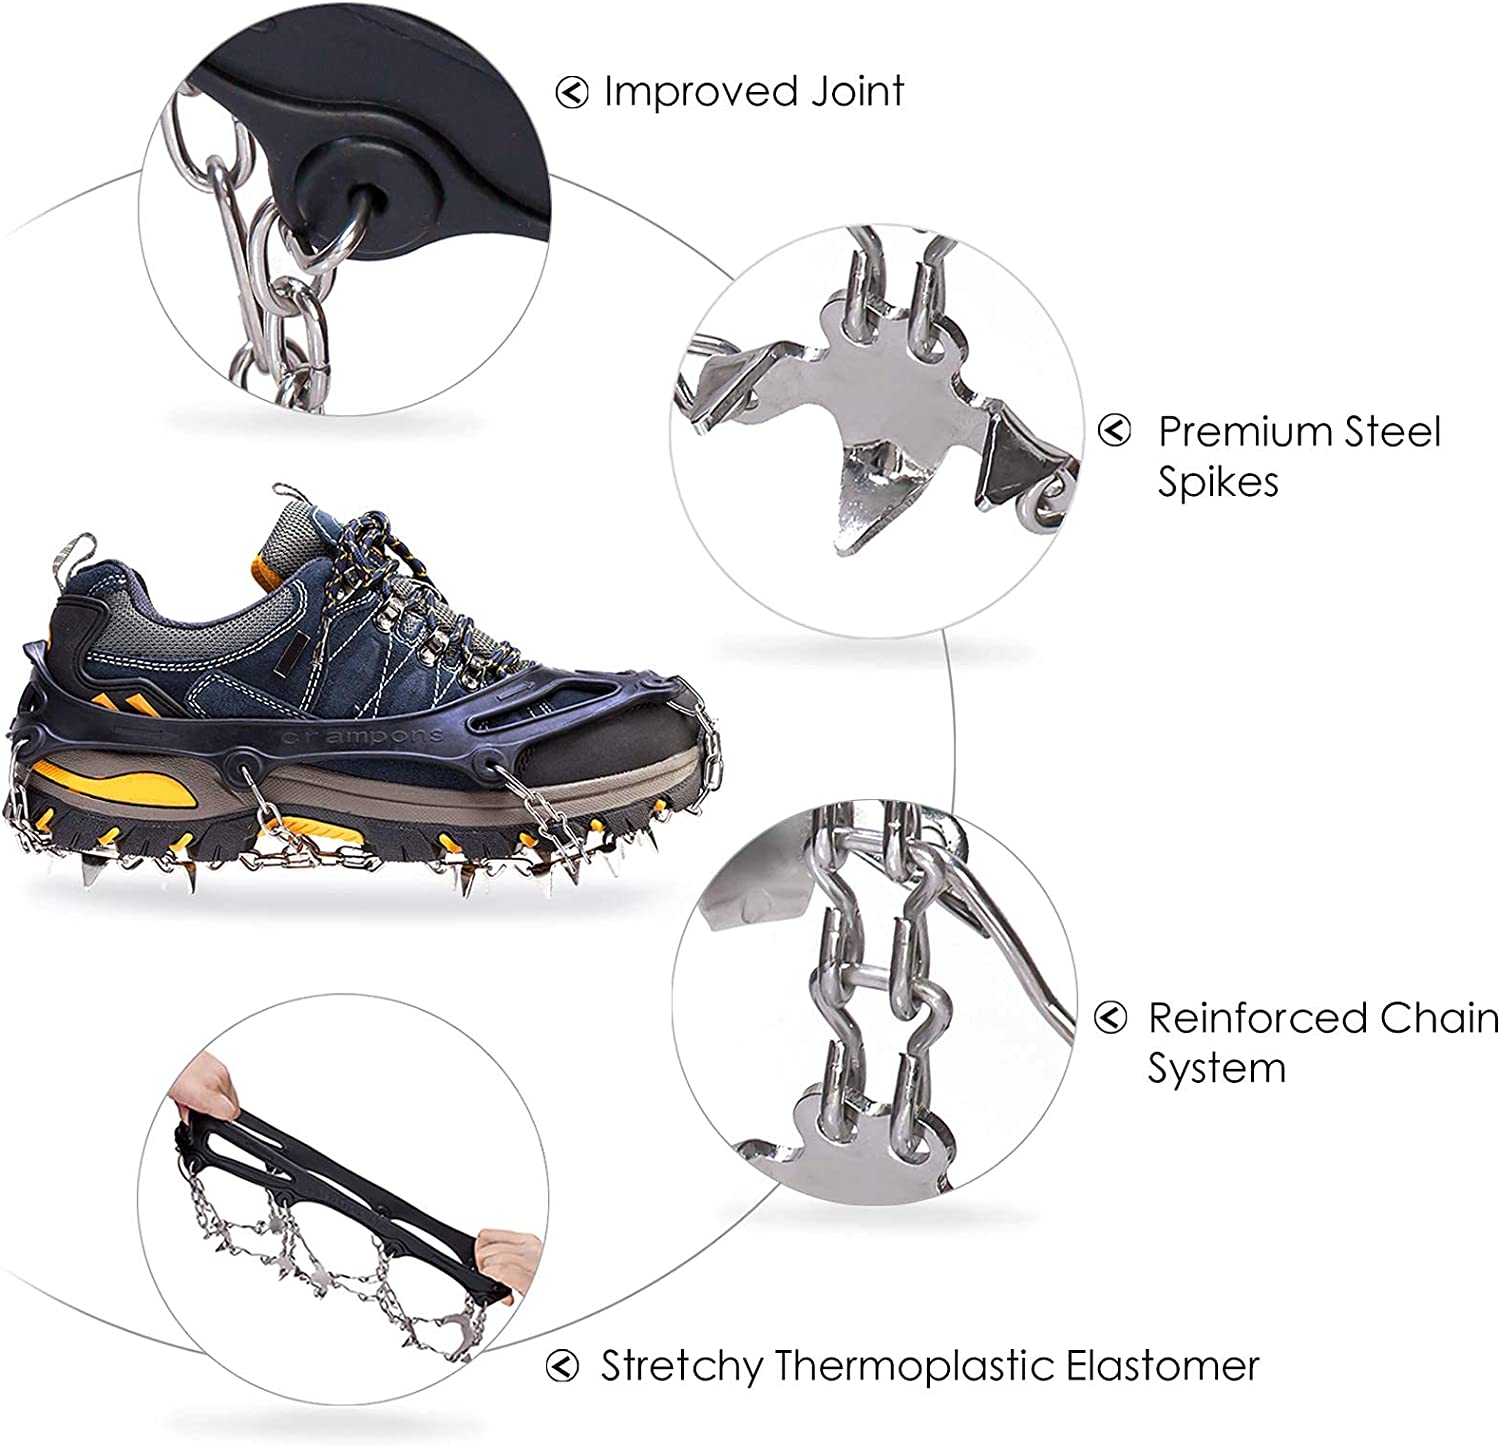 Improved Joint
Premium Steel
Spikes
crampons
Reinforced Chain
System
Stretchy Thermoplastic Elastomer